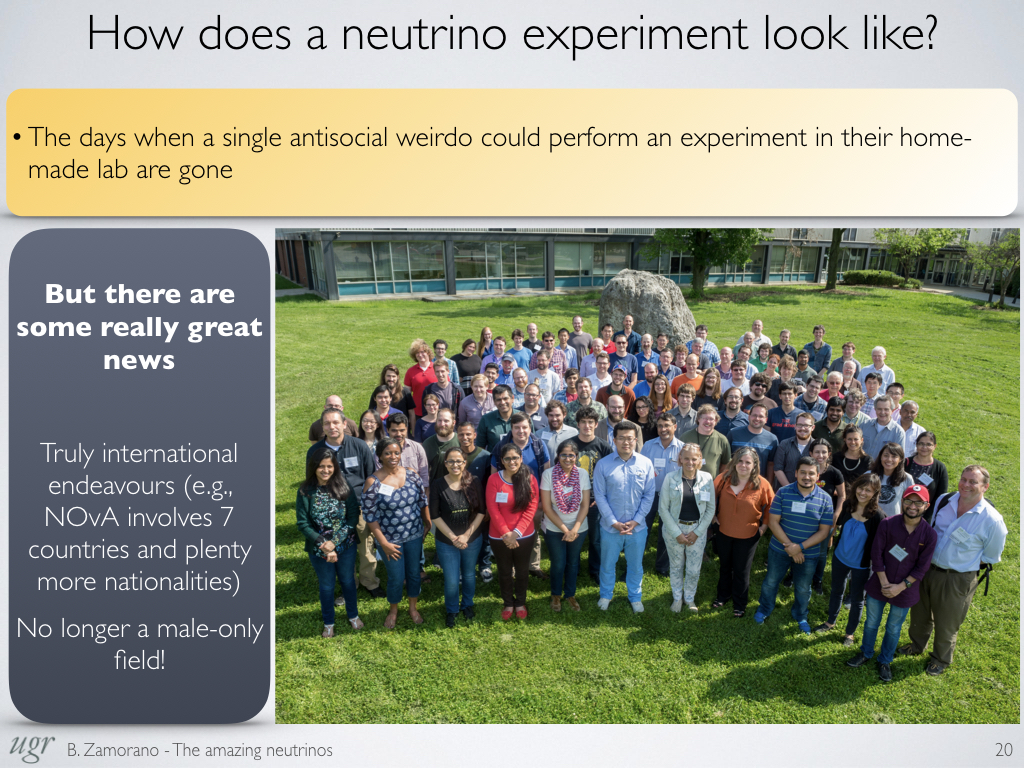 How does a neutrino experiment look like?
• The days when a single antisocial weirdo could perform an experiment in their home-
made lab are gone
But there are
some really great
news
Truly international
endeavours (e.g.,
NOvA involves 7
countries and plenty
more nationalities)
No longer a male-only
field!
ugr B. Zamorano - The amazing neutrinos 20